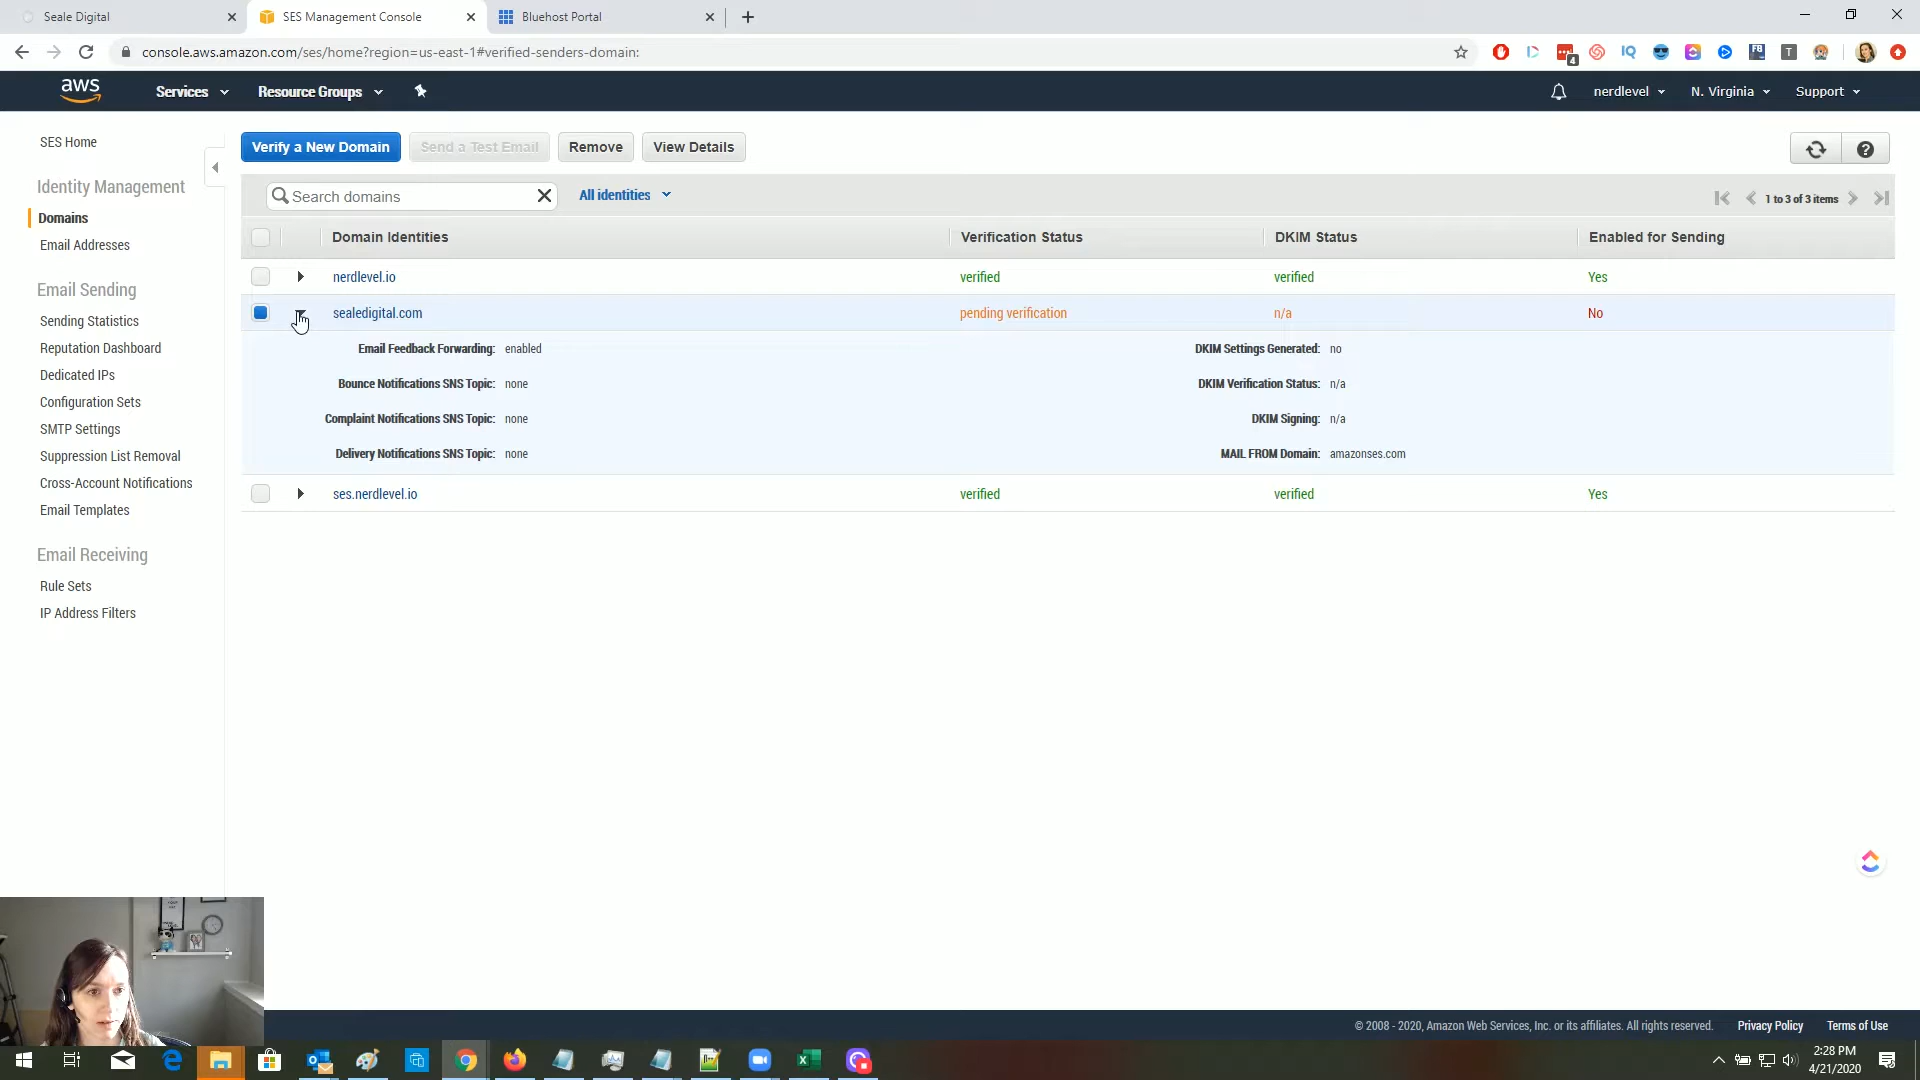 Seale Digital
SES Management Console
Bluehost Portal
console.aws.amazon.com/ses/home?region=us-east-1#verified-senders-domain:
4
IQ
FB
T
aws
Services
Resource Groups
nerdlevel
N. Virginia
Support
SES Home
Identity Management
Domains
Email Addresses
Email Sending
Sending Statistics
Reputation Dashboard
Dedicated IPs
Configuration Sets
SMTP Settings
Suppression List Removal
Cross-Account Notifications
Email Templates
Email Receiving
Rule Sets
IP Address Filters
Verify a New Domain
Send a Test Email
Remove
View Details
Search domains
All identities
1 to 3 of 3 items
Domain Identities Verification Status DKIM Status Enabled for Sending
nerdlevel.io verified verified Yes
sealedigital.com pending verification n/a No
Email Feedback Forwarding: enabled DKIM Settings Generated: no
Bounce Notifications SNS Topic: none DKIM Verification Status: n/a
Complaint Notifications SNS Topic: none DKIM Signing: n/a
Delivery Notifications SNS Topic: none MAIL FROM Domain: amazonses.com
ses.nerdlevel.io verified verified Yes
© 2008 - 2020, Amazon Web Services, Inc. or its affiliates. All rights reserved. Privacy Policy Terms of Use
2:28 PM
4/21/2020